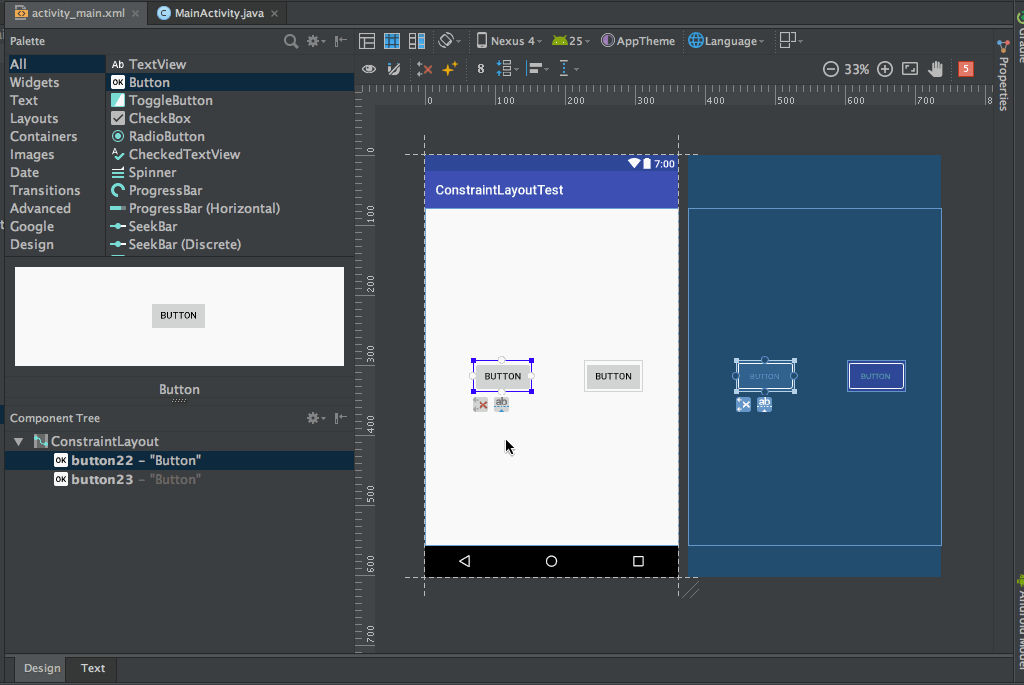 activity_main.xml
MainActivity.java
Palette
Nexus 4
25
AppTheme
Language
All
Widgets
Text
Layouts
Containers
Images
Date
Transitions
Advanced
Google
Design
Ab TextView
OK Button
ToggleButton
CheckBox
RadioButton
CheckedTextView
Spinner
ProgressBar
ProgressBar (Horizontal)
SeekBar
SeekBar (Discrete)
8
33%
5
Properties
0 100 200 300 400 500 600 700 8
0
100
200
300
400
500
600
700
7:00
ConstraintLayoutTest
BUTTON
BUTTON
ab
BUTTON
BUTTON
ab
BUTTON
Button
Component Tree
ConstraintLayout
OK button22 – "Button"
OK button23 – "Button"
Design
Text
Gradle
Android Model